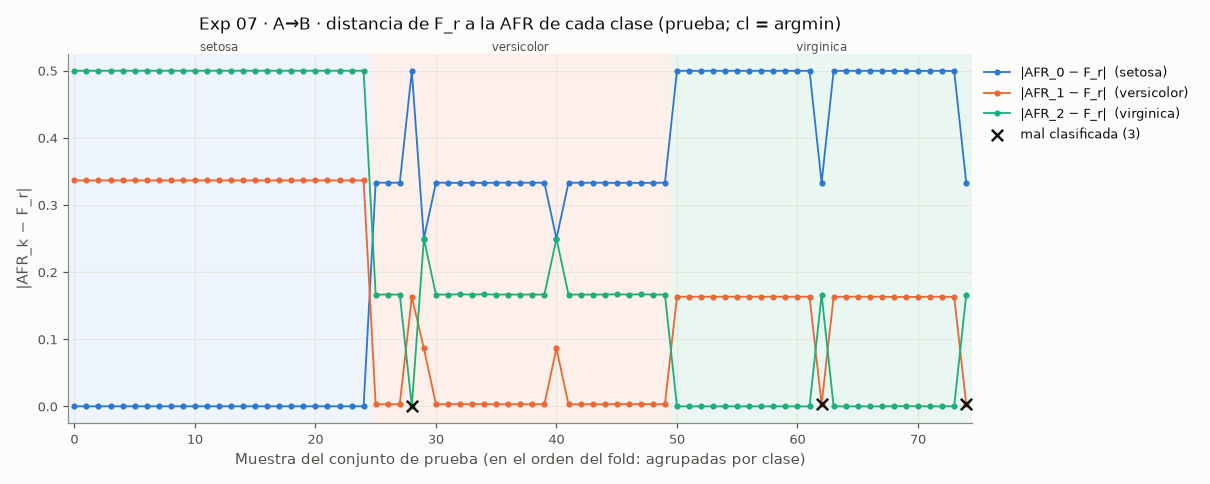 Exp 07 · A→B · distancia de F_r a la AFR de cada clase (prueba; cl = argmin)
setosa
versicolor
virginica
|AFR_0 − F_r|  (setosa)
|AFR_1 − F_r|  (versicolor)
|AFR_2 − F_r|  (virginica)
mal clasificada (3)
|AFR_k − F_r|
0.5
0.4
0.3
0.2
0.1
0.0
0 10 20 30 40 50 60 70
Muestra del conjunto de prueba (en el orden del fold: agrupadas por clase)